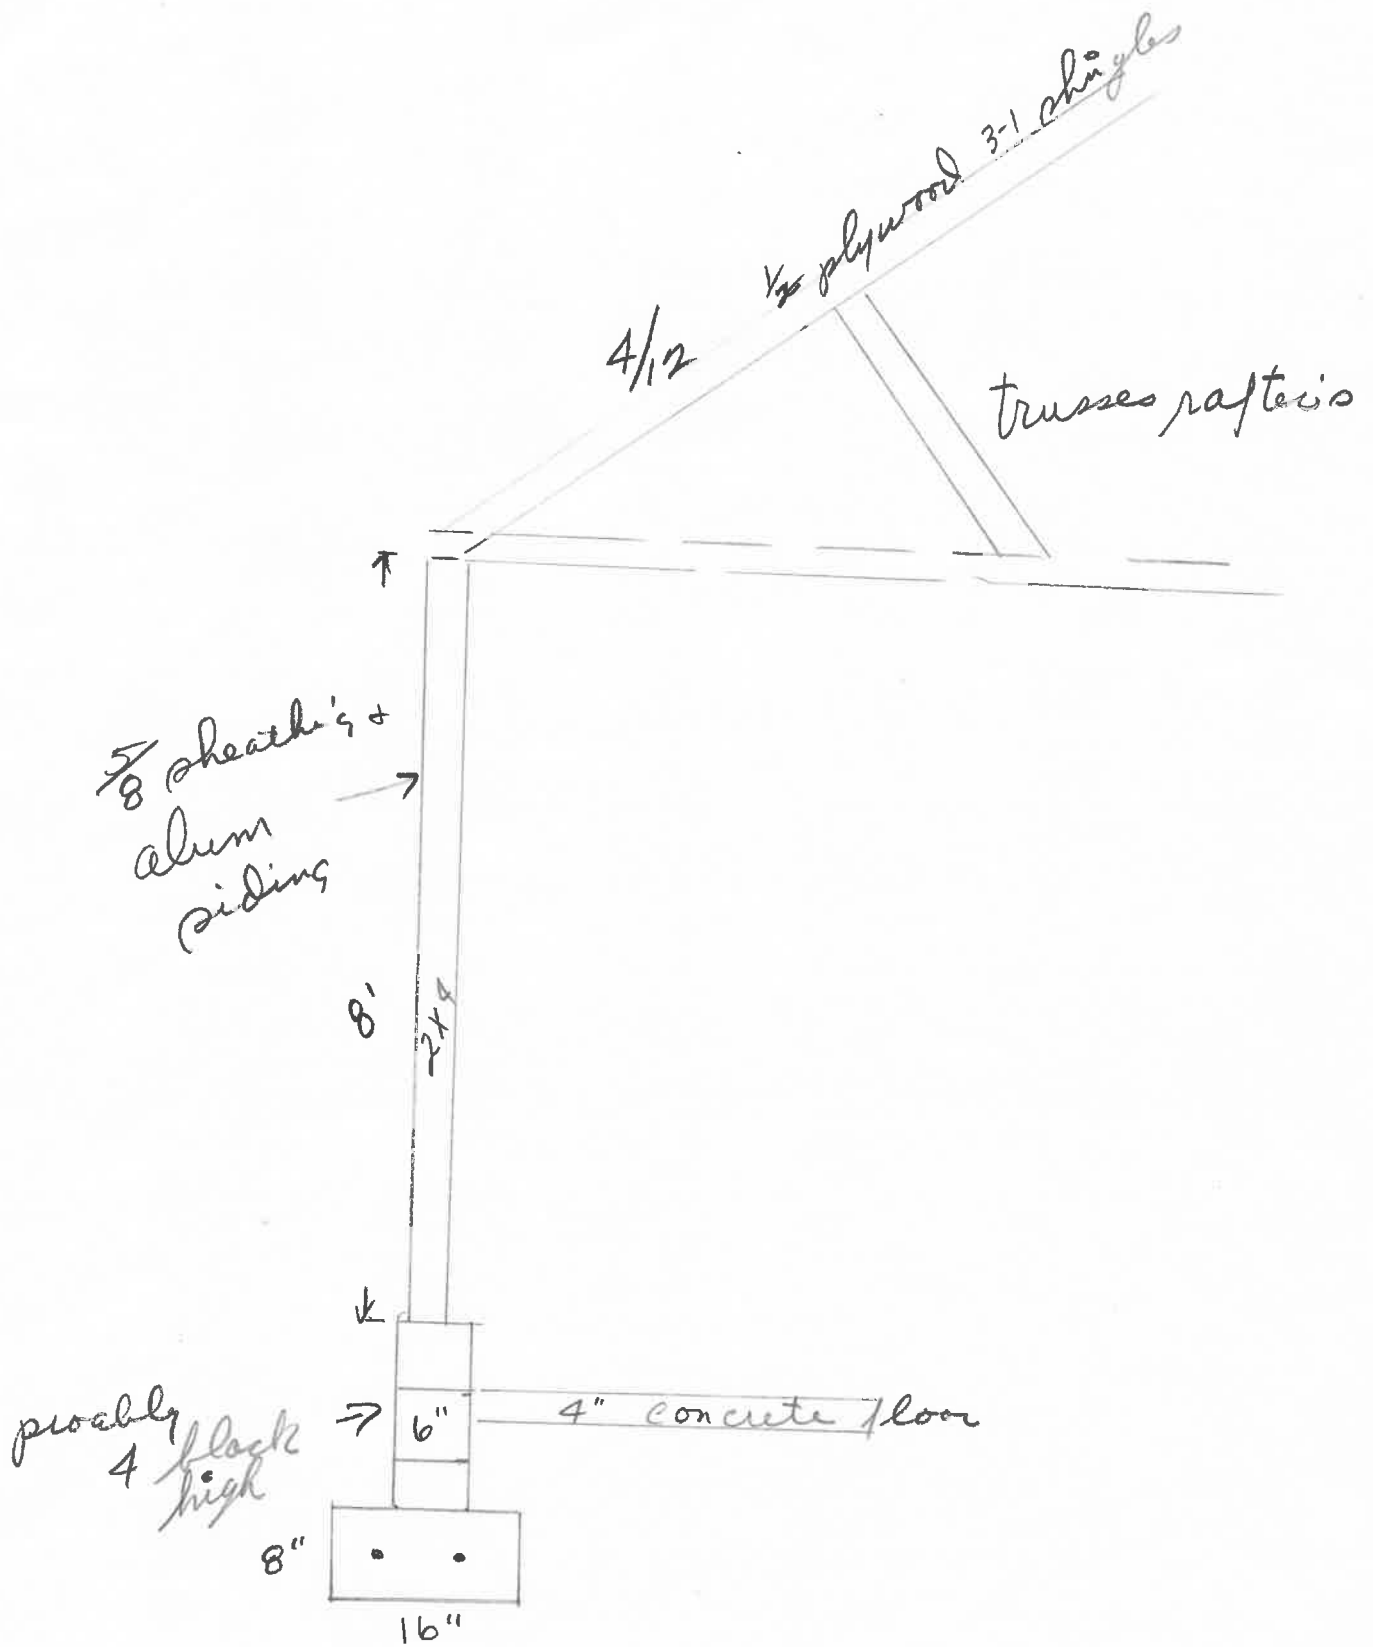 1/2 plywood 3-1 shingles
4/12
trusses rafters
5/8 sheathing +
alum
siding
8'
2x4
proably
4 block
high
6"
4" concrete floor
8"
16"